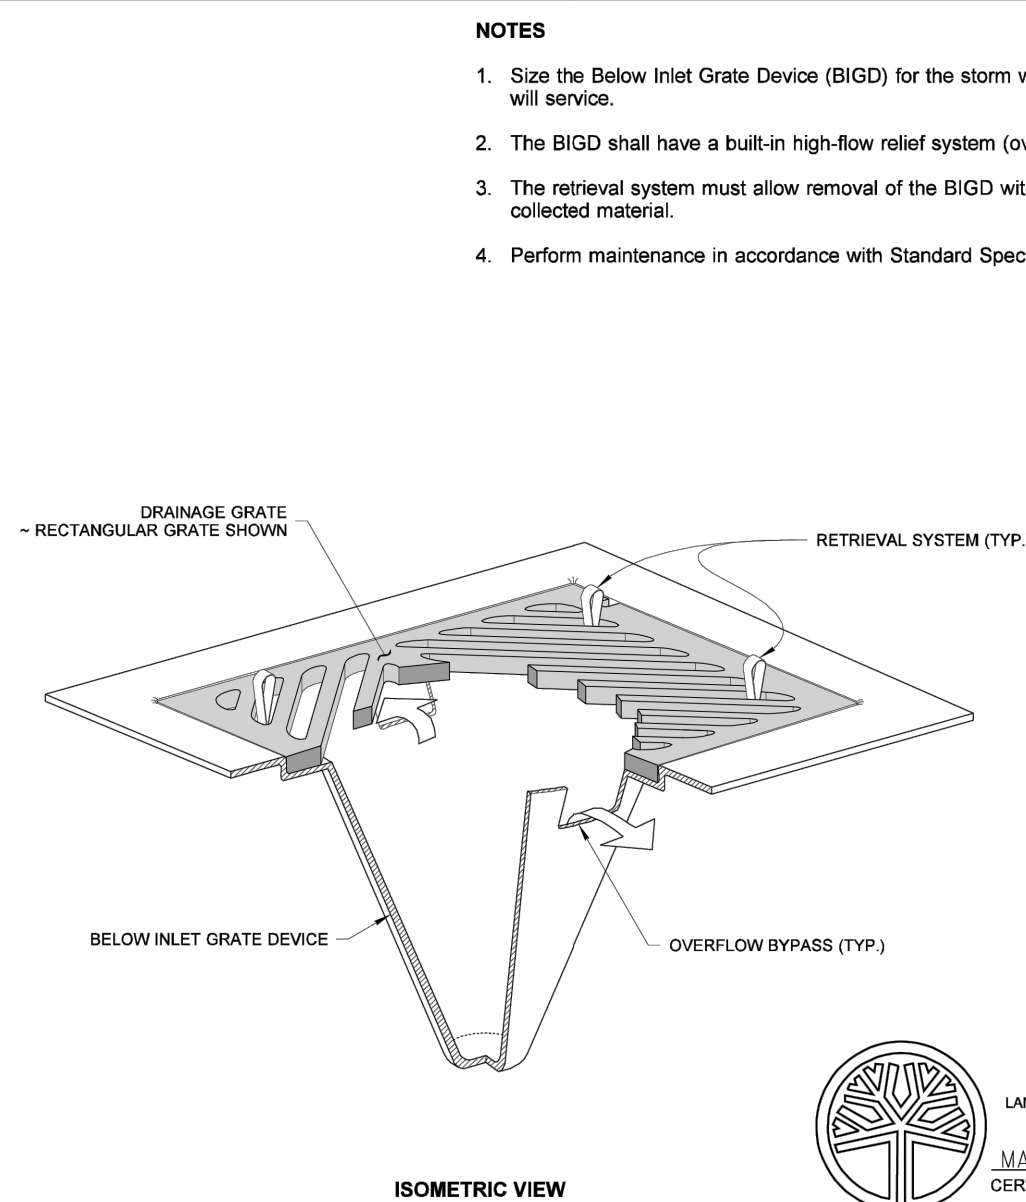 NOTES
1. Size the Below Inlet Grate Device (BIGD) for the storm
will service.
2. The BIGD shall have a built-in high-flow relief system
3. The retrieval system must allow removal of the BIGD
collected material.
4. Perform maintenance in accordance with Standard
DRAINAGE GRATE
~ RECTANGULAR GRATE SHOWN
RETRIEVAL SYSTEM (TYP.
BELOW INLET GRATE DEVICE
OVERFLOW BYPASS (TYP.)
ISOMETRIC VIEW